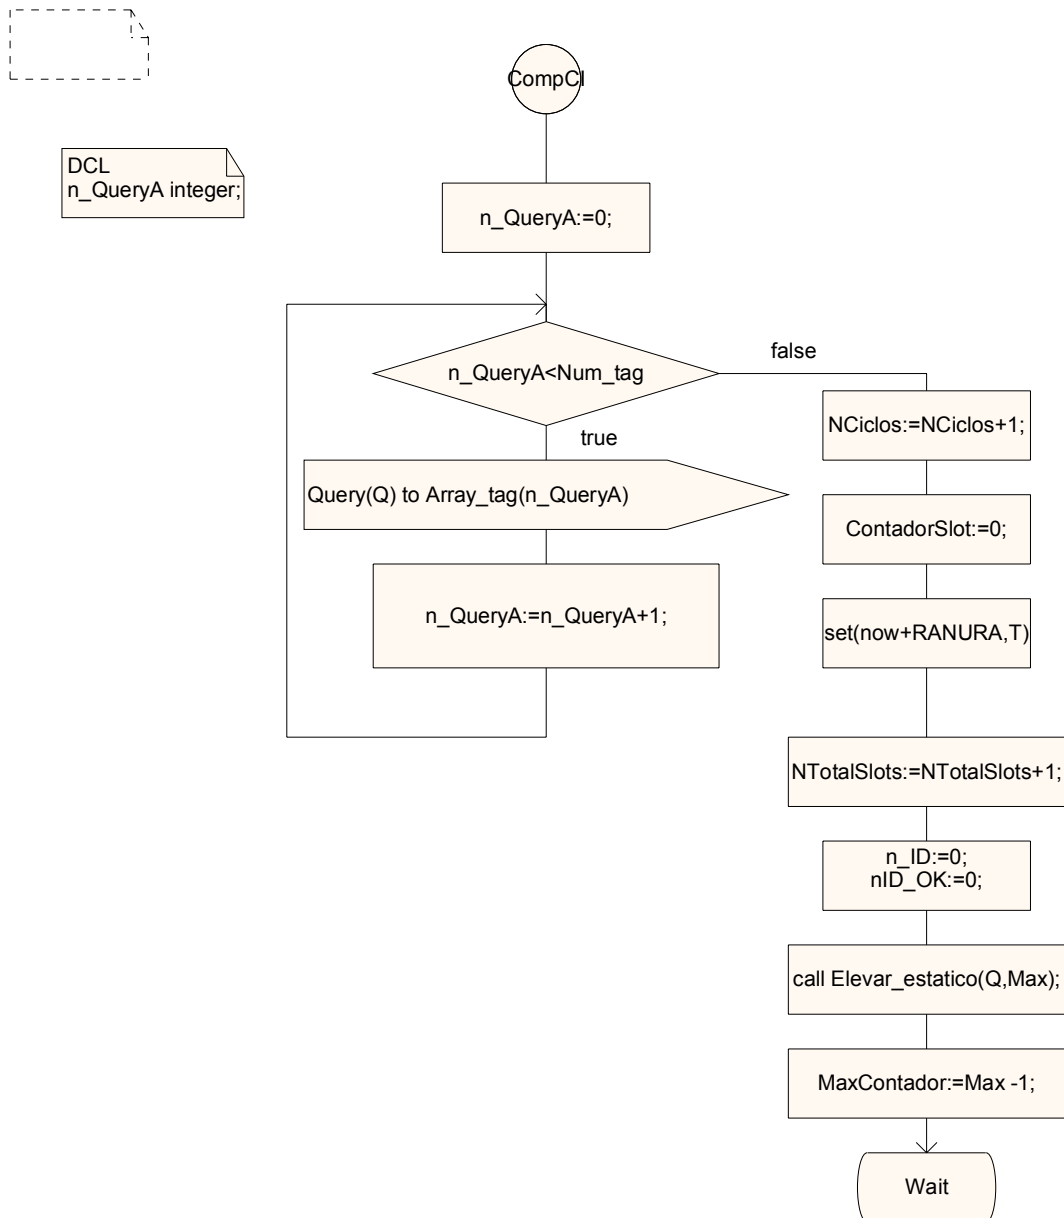 CompCl
DCL
n_QueryA integer;
n_QueryA:=0;
n_QueryA<Num_tag
false
true
Query(Q) to Array_tag(n_QueryA)
n_QueryA:=n_QueryA+1;
NCiclos:=NCiclos+1;
ContadorSlot:=0;
set(now+RANURA,T)
NTotalSlots:=NTotalSlots+1;
n_ID:=0;
nID_OK:=0;
call Elevar_estatico(Q,Max);
MaxContador:=Max -1;
Wait